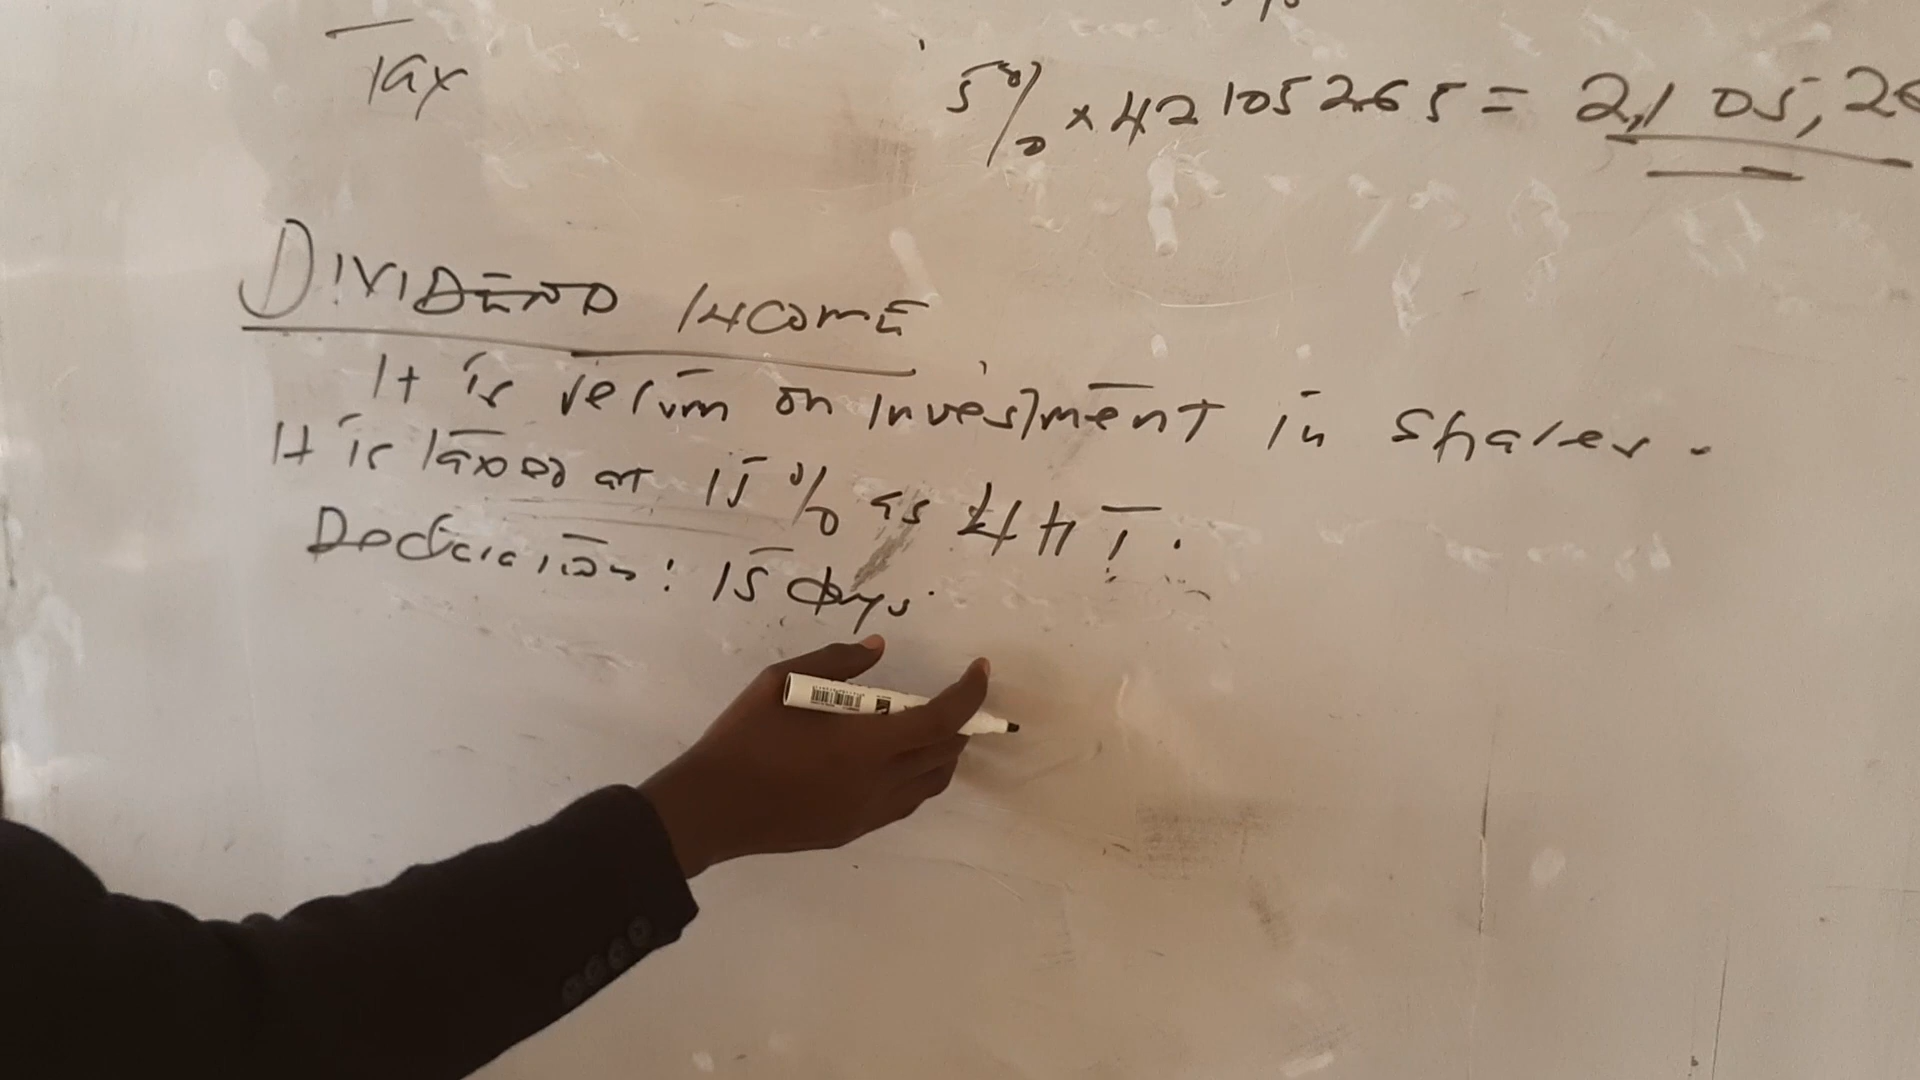 Tax
5% × 42105265 = 2,105,26
DIVIDEND INCOME
It is return on investment in shares.
It is taxed at 15% as WHT.
Declaration: 15 days.